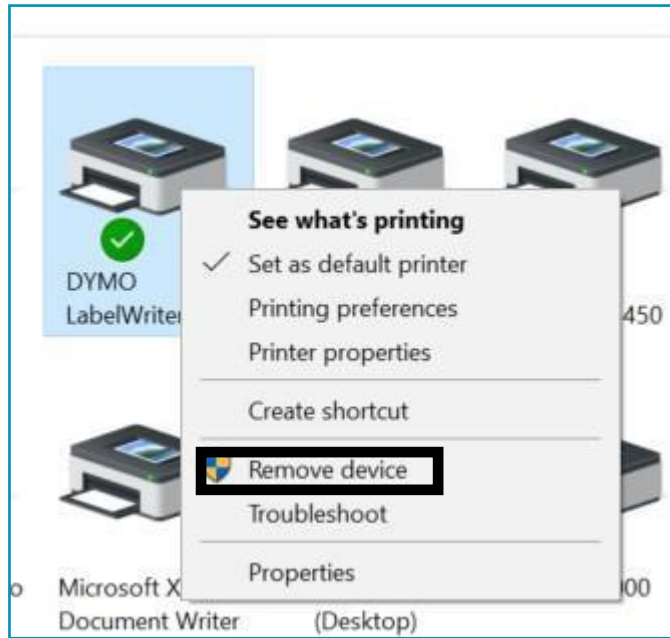 DYMO
LabelWriter
See what's printing
Set as default printer
Printing preferences
Printer properties
450
Create shortcut
Remove device
Troubleshoot
Properties
o
Microsoft X
Document Writer
(Desktop)
00